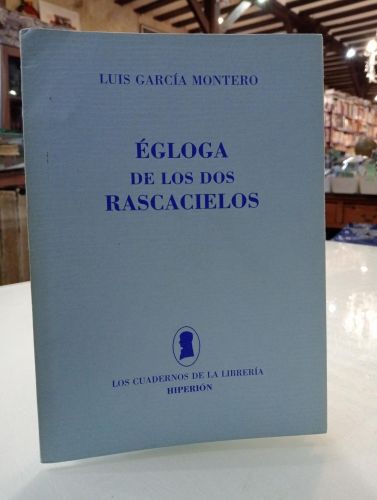 LUIS GARCÍA MONTERO
ÉGLOGA
DE LOS DOS
RASCACIELOS
LOS CUADERNOS DE LA LIBRERÍA
HIPERIÓN